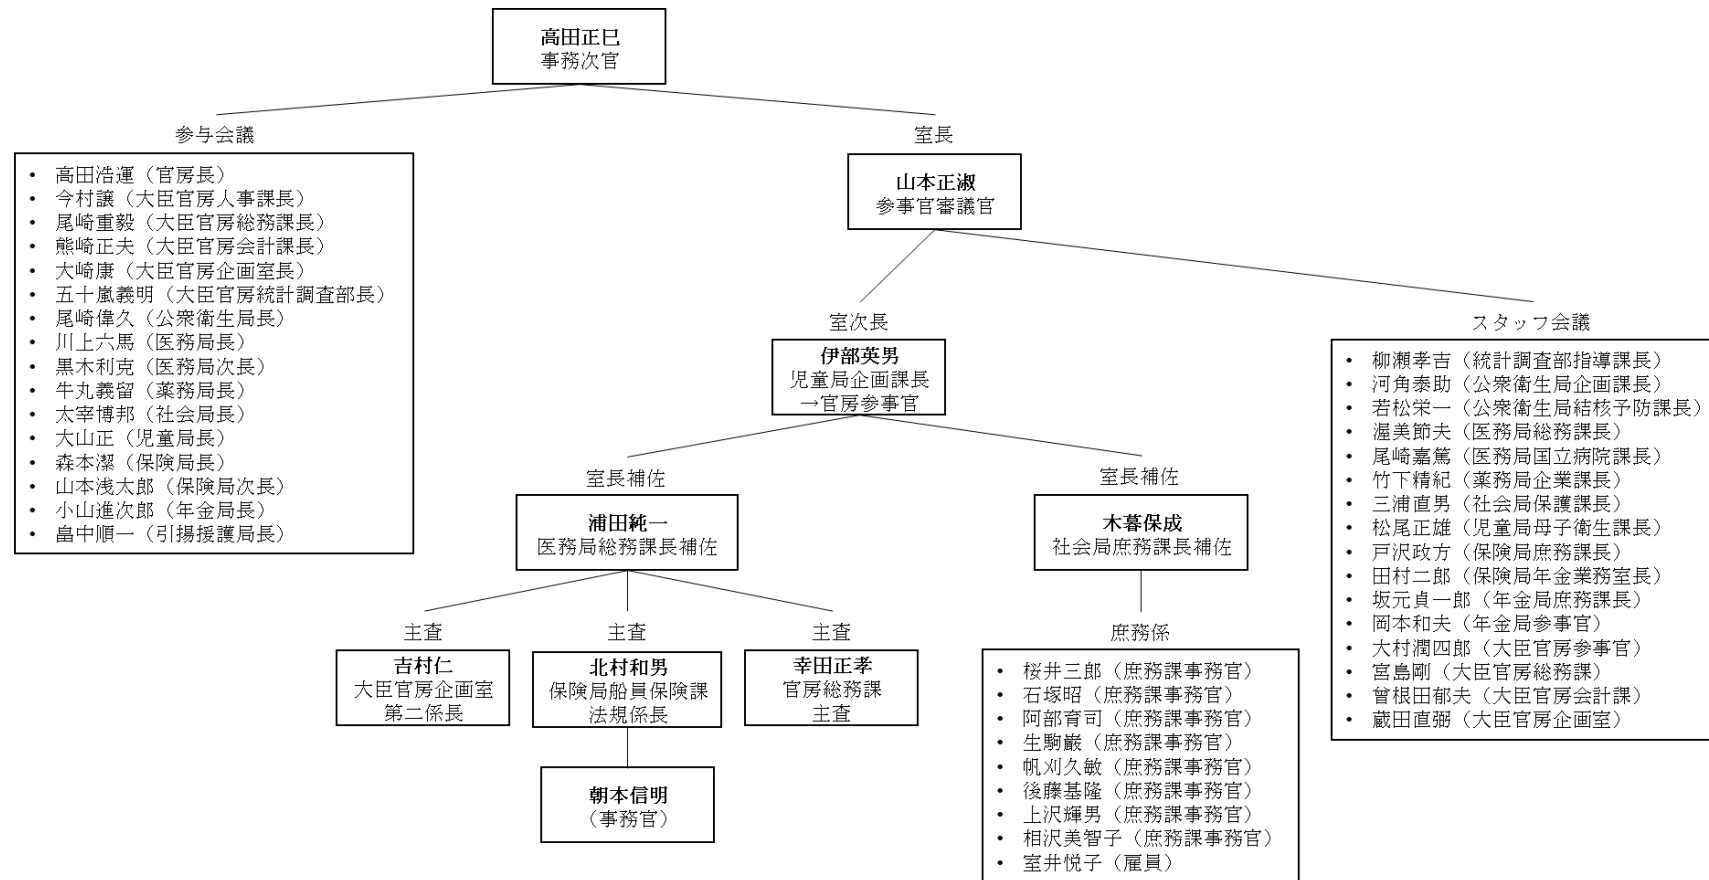 高田正巳
事務次官
参与会議
• 高田浩運（官房長）
• 今村譲（大臣官房人事課長）
• 尾崎重毅（大臣官房総務課長）
• 熊崎正夫（大臣官房会計課長）
• 大崎康（大臣官房企画室長）
• 五十嵐義明（大臣官房統計調査部長）
• 尾崎偉久（公衆衛生局長）
• 川上六馬（医務局長）
• 黒木利克（医務局次長）
• 牛丸義留（薬務局長）
• 太宰博邦（社会局長）
• 大山正（児童局長）
• 森本潔（保険局長）
• 山本浅太郎（保険局次長）
• 小山進次郎（年金局長）
• 畠中順一（引揚援護局長）
室長
山本正淑
参事官審議官
室次長
伊部英男
児童局企画課長
→官房参事官
スタッフ会議
• 柳瀬孝吉（統計調査部指導課長）
• 河角泰助（公衆衛生局企画課長）
• 若松栄一（公衆衛生局結核予防課長）
• 渥美節夫（医務局総務課長）
• 尾崎嘉篤（医務局国立病院課長）
• 竹下精紀（薬務局企業課長）
• 三浦直男（社会局保護課長）
• 松尾正雄（児童局母子衛生課長）
• 戸沢政方（保険局庶務課長）
• 田村二郎（保険局年金業務室長）
• 坂元貞一郎（年金局庶務課長）
• 岡本和夫（年金局参事官）
• 大村潤四郎（大臣官房参事官）
• 宮島剛（大臣官房総務課）
• 曾根田郁夫（大臣官房会計課）
• 蔵田直弼（大臣官房企画室）
室長補佐
浦田純一
医務局総務課長補佐
室長補佐
木暮保成
社会局庶務課長補佐
主査
吉村仁
大臣官房企画室
第二係長
主査
北村和男
保険局船員保険課
法規係長
主査
幸田正孝
官房総務課
主査
朝本信明
（事務官）
庶務係
• 桜井三郎（庶務課事務官）
• 石塚昭（庶務課事務官）
• 阿部育司（庶務課事務官）
• 生駒巌（庶務課事務官）
• 帆刈久敏（庶務課事務官）
• 後藤基隆（庶務課事務官）
• 上沢輝男（庶務課事務官）
• 相沢美智子（庶務課事務官）
• 室井悦子（雇員）